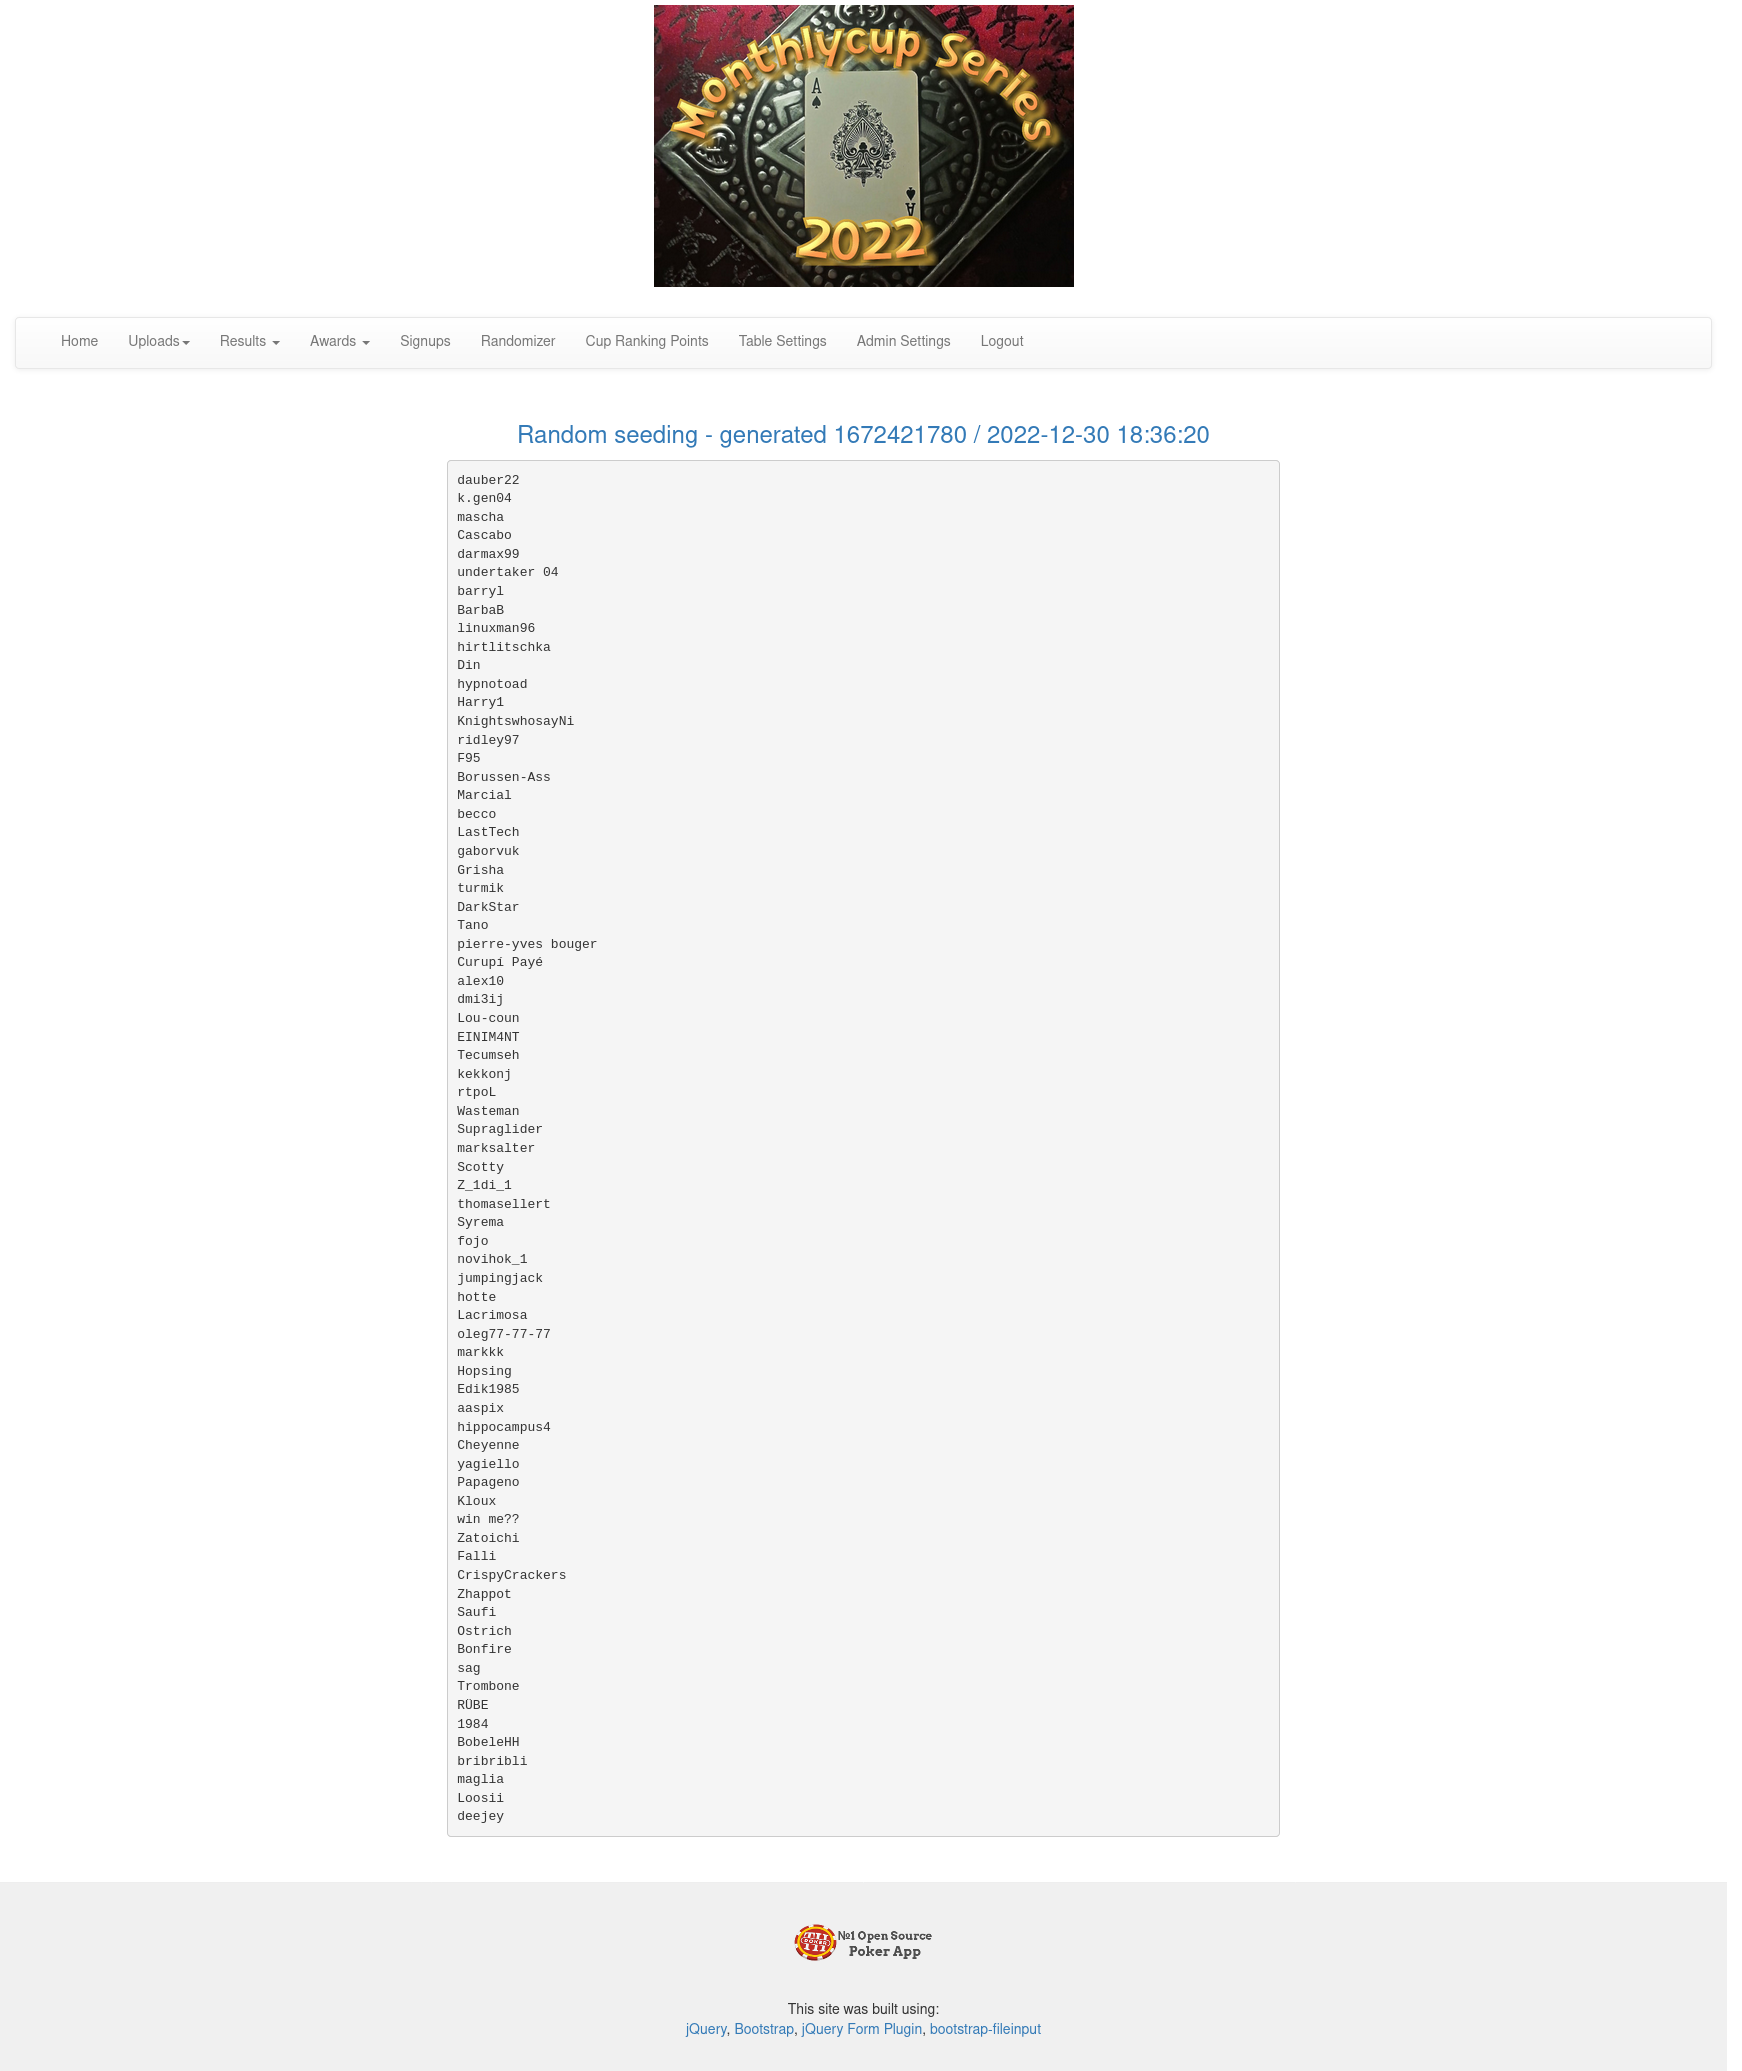 Monthlycup Series
A
A
2022
Home Uploads Results Awards Signups Randomizer Cup Ranking Points Table Settings Admin Settings Logout
Random seeding - generated 1672421780 / 2022-12-30 18:36:20
dauber22
k.gen04
mascha
Cascabo
darmax99
undertaker 04
barryl
BarbaB
linuxman96
hirtlitschka
Din
hypnotoad
Harry1
KnightswhosayNi
ridley97
F95
Borussen-Ass
Marcial
becco
LastTech
gaborvuk
Grisha
turmik
DarkStar
Tano
pierre-yves bouger
Curupí Payé
alex10
dmi3ij
Lou-coun
EINIM4NT
Tecumseh
kekkonj
rtpoL
Wasteman
Supraglider
marksalter
Scotty
Z_1di_1
thomasellert
Syrema
fojo
novihok_1
jumpingjack
hotte
Lacrimosa
oleg77-77-77
markkk
Hopsing
Edik1985
aaspix
hippocampus4
Cheyenne
yagiello
Papageno
Kloux
win me??
Zatoichi
Falli
CrispyCrackers
Zhappot
Saufi
Ostrich
Bonfire
sag
Trombone
RÜBE
1984
BobeleHH
bribribli
maglia
Loosii
deejey
№1 Open Source
Poker App
This site was built using:
jQuery, Bootstrap, jQuery Form Plugin, bootstrap-fileinput